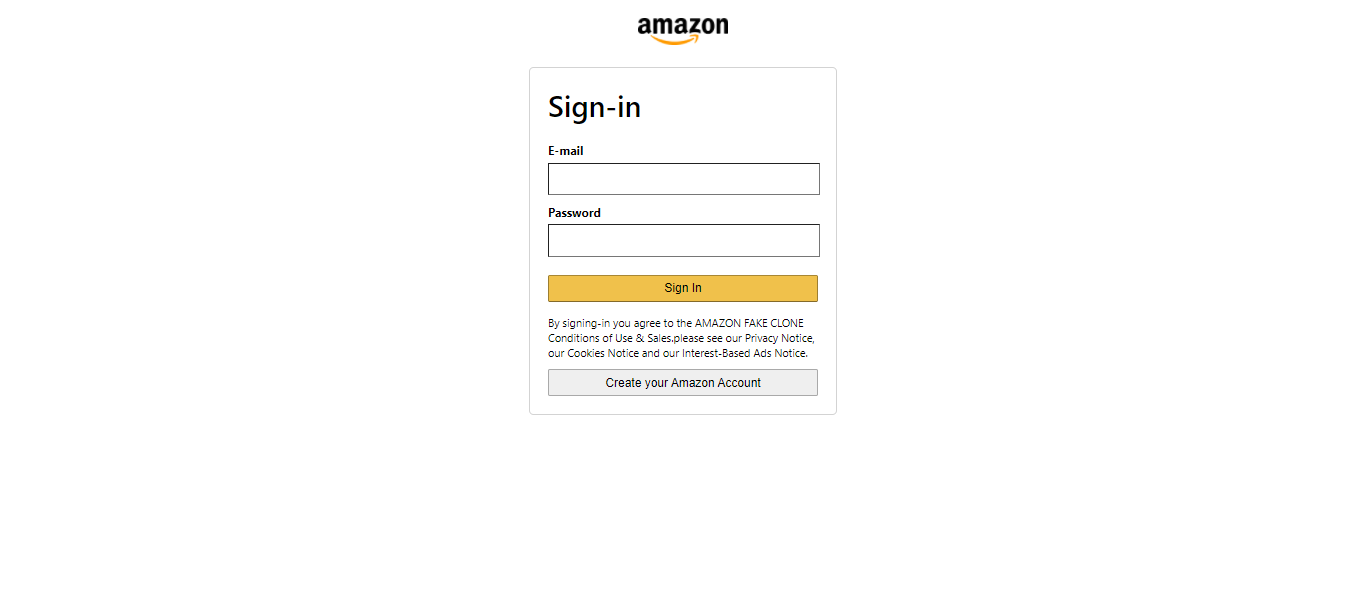 amazon
Sign-in
E-mail
Password
Sign In
By signing-in you agree to the AMAZON FAKE CLONE
Conditions of Use & Sales.please see our Privacy Notice,
our Cookies Notice and our Interest-Based Ads Notice.
Create your Amazon Account